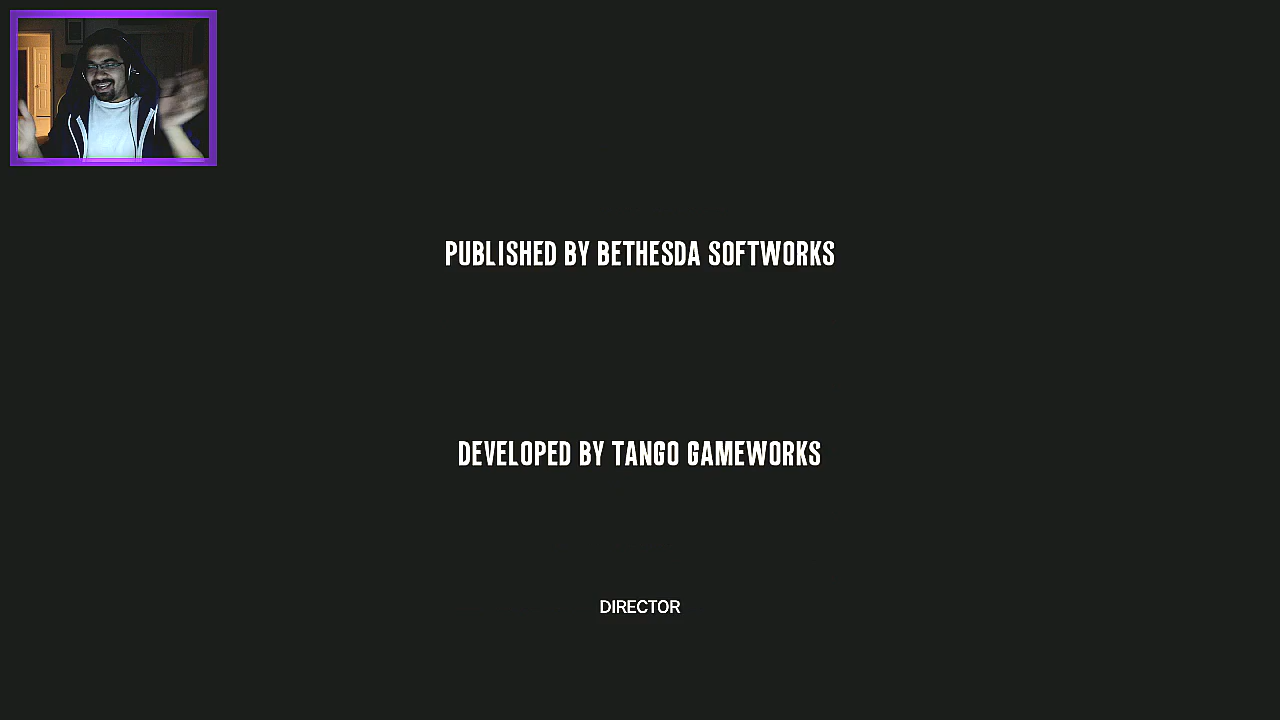 PUBLISHED BY BETHESDA SOFTWORKS
DEVELOPED BY TANGO GAMEWORKS
DIRECTOR